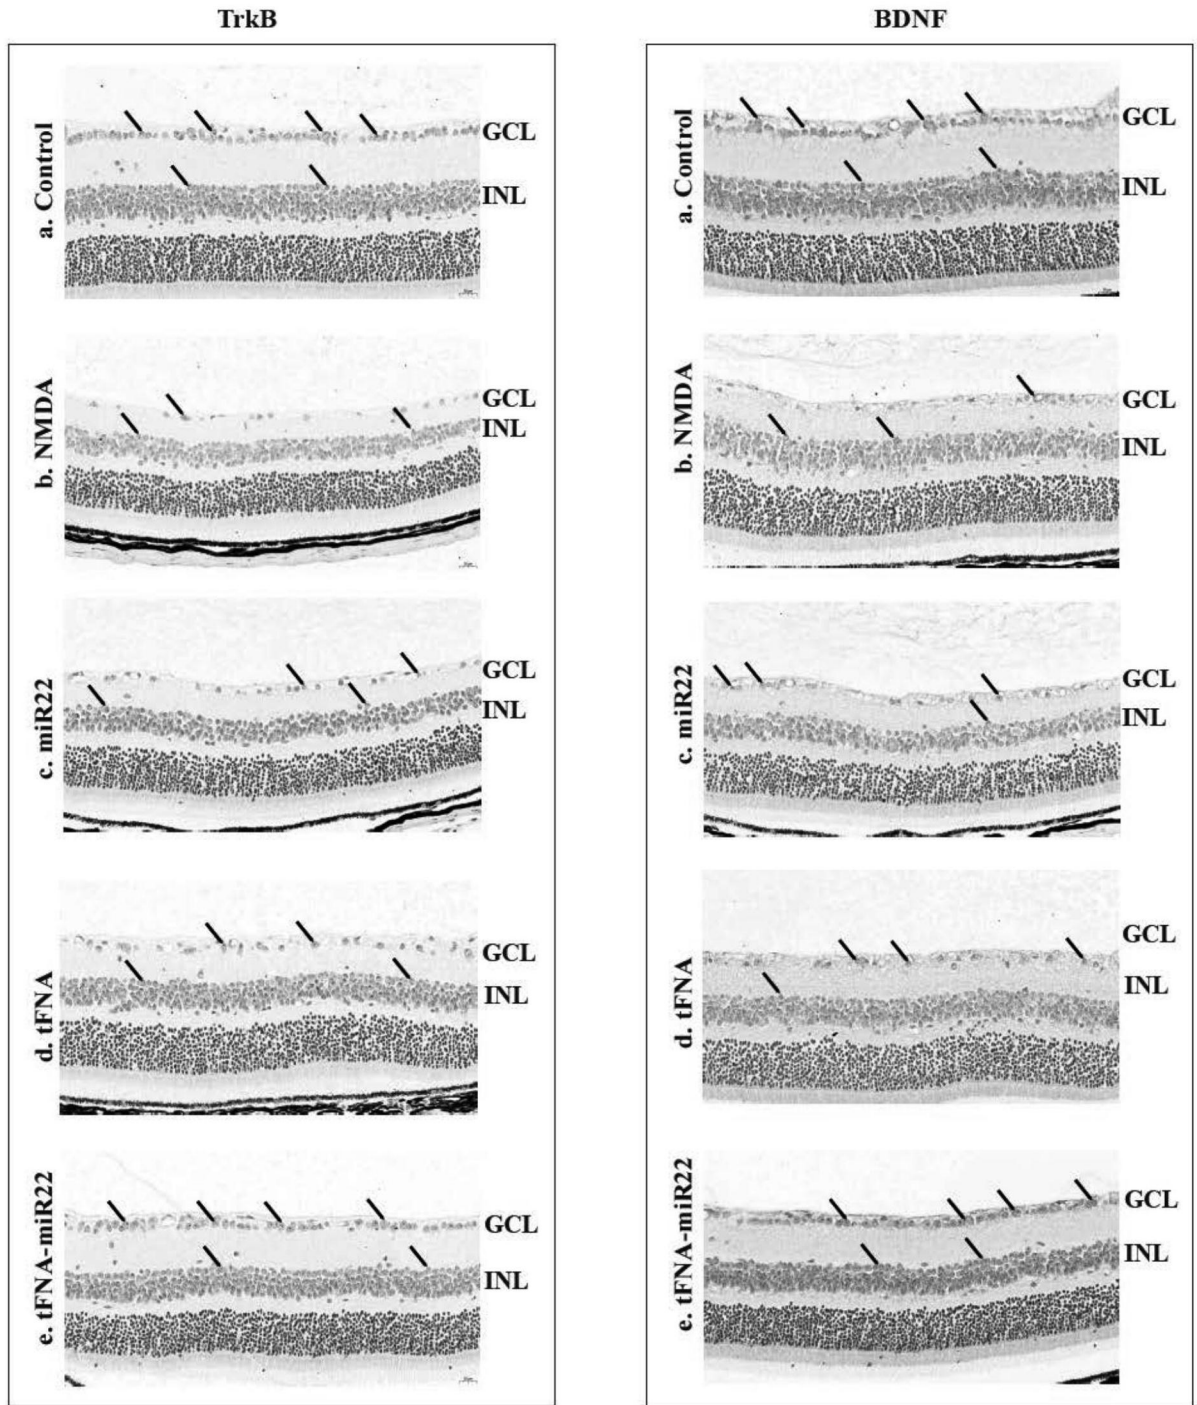 TrkB
a. Control
GCL
INL
b. NMDA
GCL
INL
c. miR22
GCL
INL
d. tFNA
GCL
INL
e. tFNA-miR22
GCL
INL
BDNF
a. Control
GCL
INL
b. NMDA
GCL
INL
c. miR22
GCL
INL
d. tFNA
GCL
INL
e. tFNA-miR22
GCL
INL